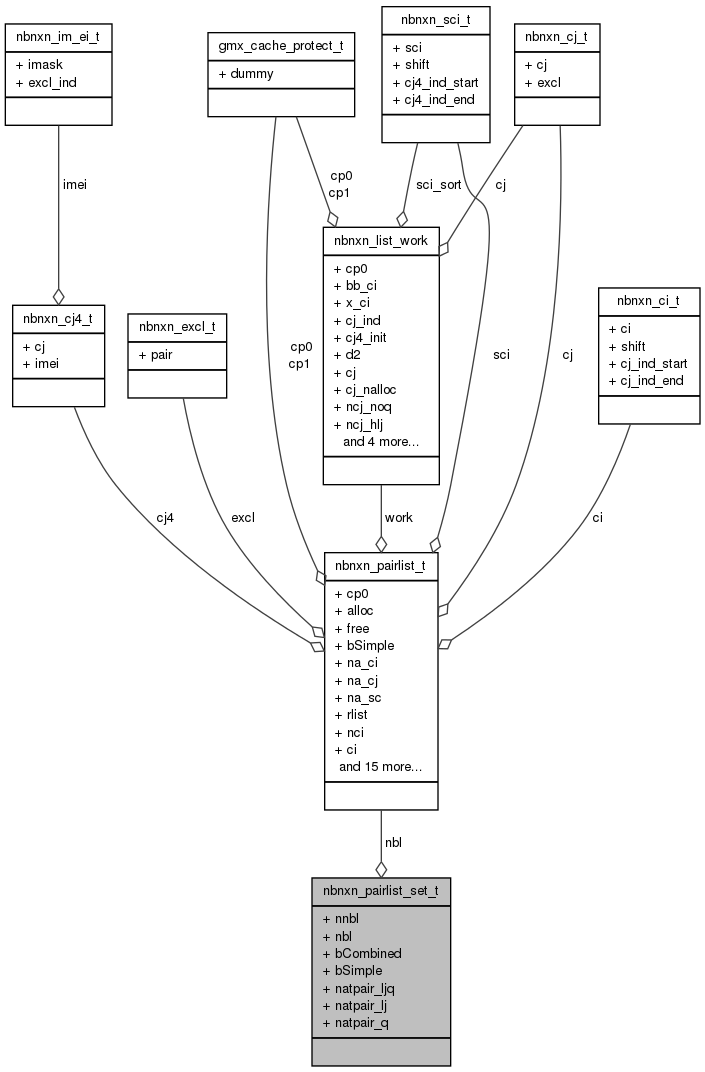 nbnxn_sci_t
+ sci
+ shift
+ cj4_ind_start
+ cj4_ind_end
nbnxn_im_ei_t
+ imask
+ excl_ind
gmx_cache_protect_t
+ dummy
nbnxn_cj_t
+ cj
+ excl
imei
cp0
cp1
sci_sort
cj
nbnxn_list_work
+ cp0
+ bb_ci
+ x_ci
+ cj_ind
+ cj4_init
+ d2
+ cj
+ cj_nalloc
+ ncj_noq
+ ncj_hlj
and 4 more...
nbnxn_cj4_t
+ cj
+ imei
nbnxn_excl_t
+ pair
cp0
cp1
sci
cj
nbnxn_ci_t
+ ci
+ shift
+ cj_ind_start
+ cj_ind_end
cj4
excl
work
ci
nbnxn_pairlist_t
+ cp0
+ alloc
+ free
+ bSimple
+ na_ci
+ na_cj
+ na_sc
+ rlist
+ nci
+ ci
and 15 more...
nbl
nbnxn_pairlist_set_t
+ nnbl
+ nbl
+ bCombined
+ bSimple
+ natpair_ljq
+ natpair_lj
+ natpair_q